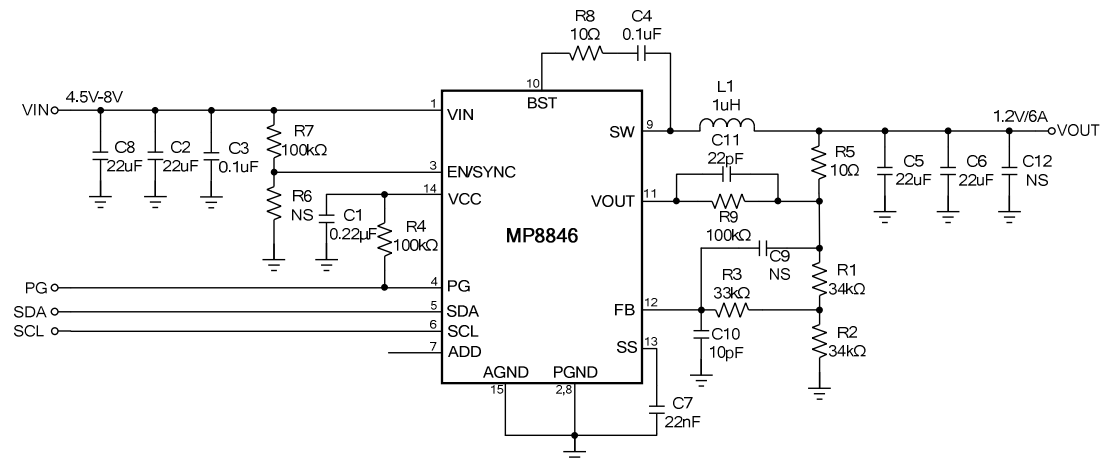 R8
10Ω
C4
0.1uF
10
BST
VIN
4.5V-8V
1
VIN
C8
22uF
C2
22uF
C3
0.1uF
R7
100kΩ
3
EN/SYNC
R6
NS
14
VCC
C1
0.22µF
R4
100kΩ
MP8846
SW
9
L1
1uH
1.2V/6A
VOUT
C11
22pF
R5
10Ω
C5
22uF
C6
22uF
C12
NS
VOUT
11
R9
100kΩ
C9
NS
R1
34kΩ
PG
4
PG
SDA
5
SDA
SCL
6
SCL
7
ADD
FB
12
R3
33kΩ
C10
10pF
R2
34kΩ
SS
13
AGND
15
PGND
2,8
C7
22nF